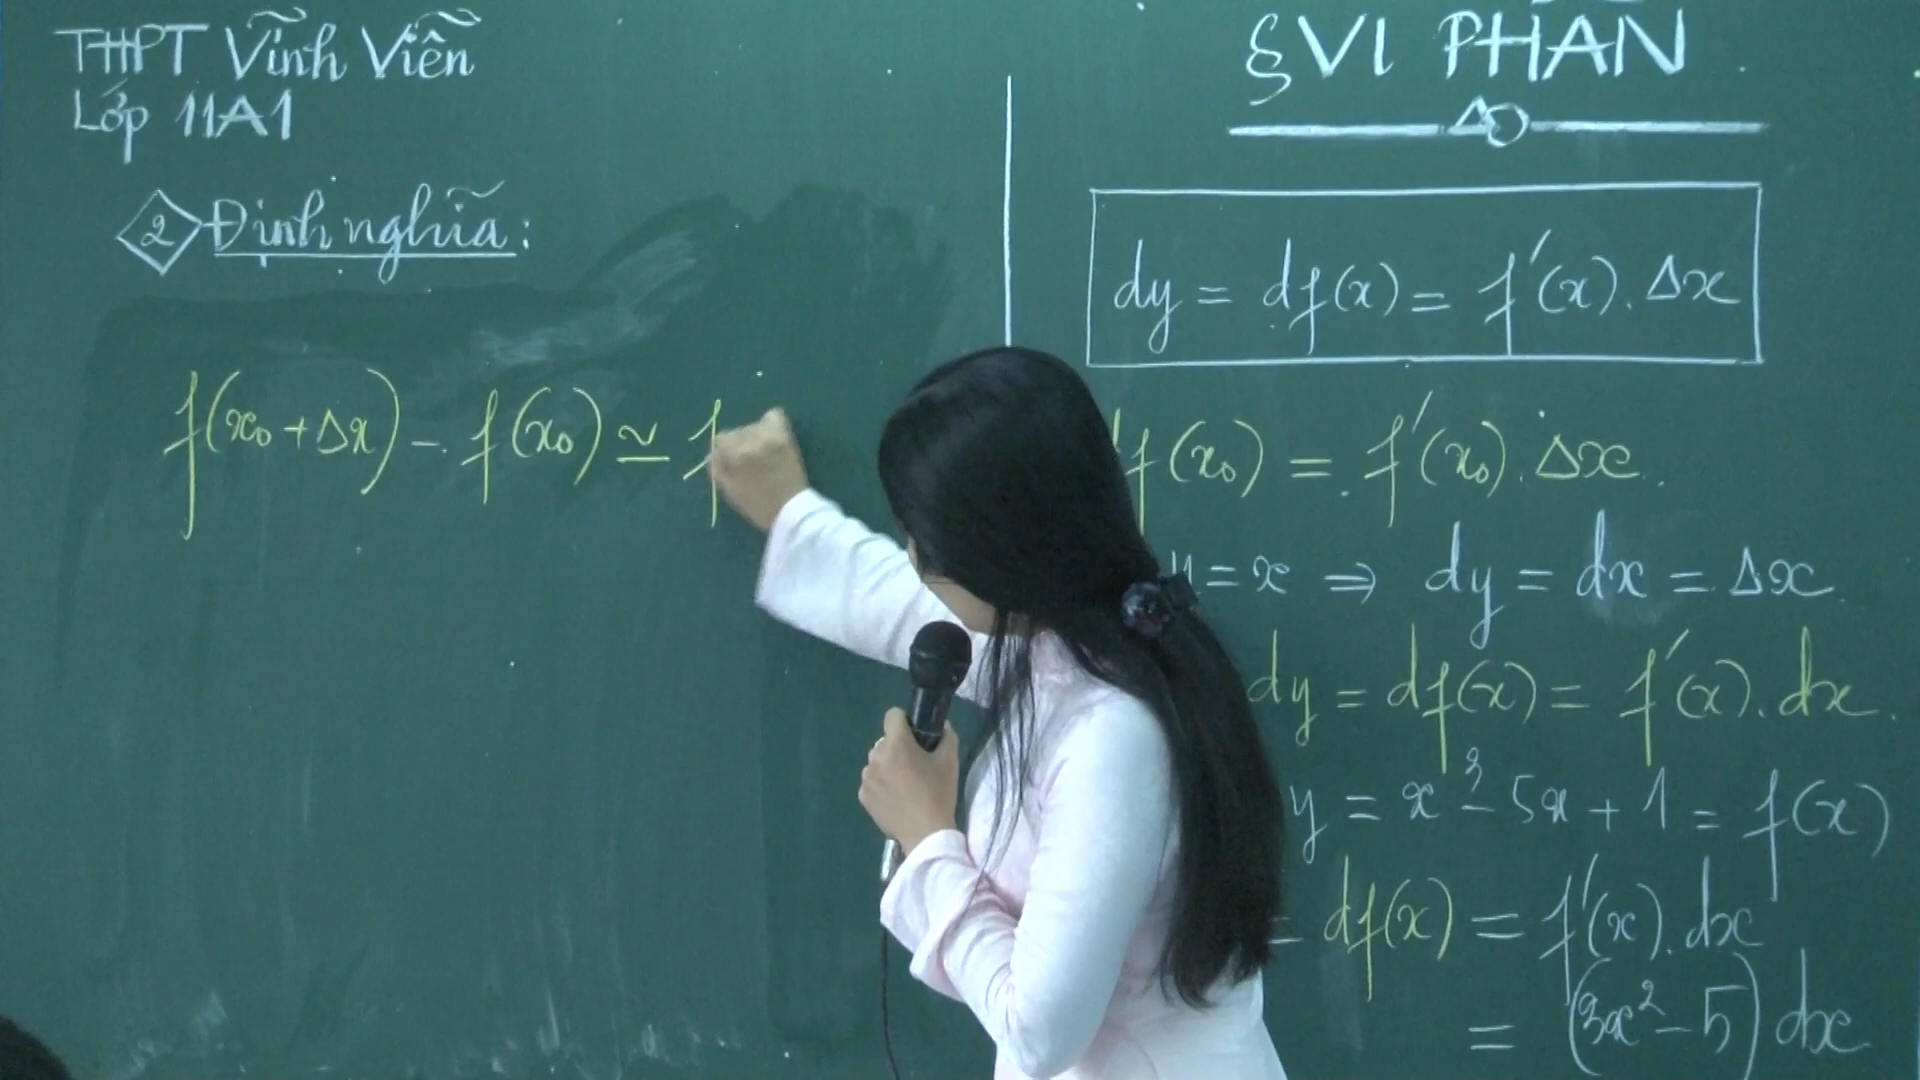 THPT Vĩnh Viễn
Lớp 11A1
2 Định nghĩa:
f(x₀ + Δx) - f(x₀) ≃ f
§ VI PHÂN
dy = df(x) = f'(x). Δx
f(x₀) = f'(x₀). Δx
y = x ⇒ dy = dx = Δx
dy = df(x) = f'(x). dx
y = x³ - 5x + 1 = f(x)
= df(x) = f'(x). dx
= (3x² - 5) dx